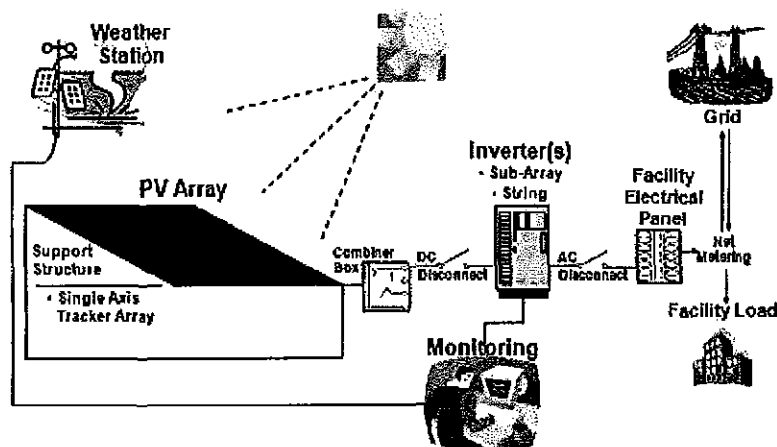 Weather
Station
Grid
Inverter(s)
• Sub-Array
• String
Facility
Electrical
Panel
PV Array
Support
Structure
• Single Axis
Tracker Array
Combiner
Box
DC
Disconnect
AC
Disconnect
Net
Metering
Facility Load
Monitoring